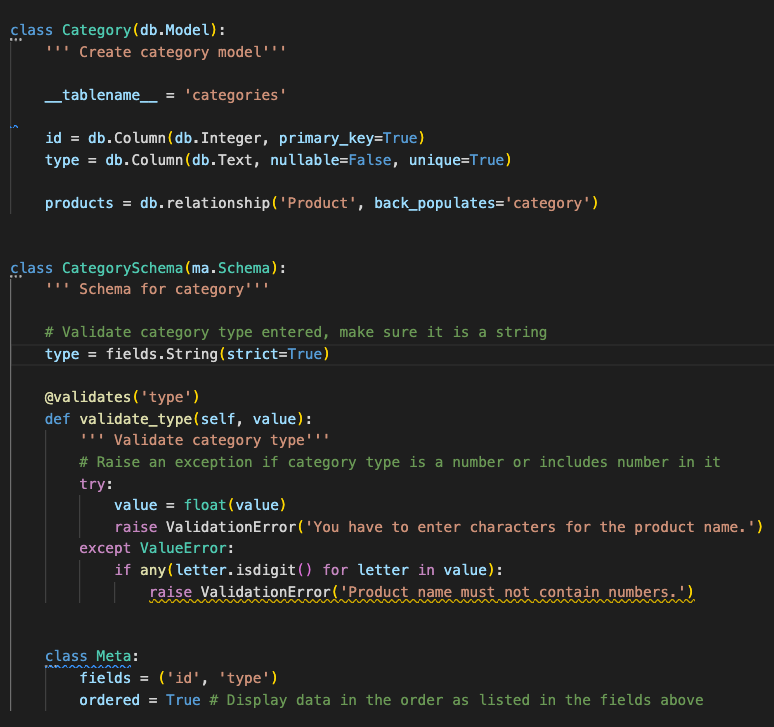 class Category(db.Model):
    ''' Create category model'''
    __tablename__ = 'categories'
    id = db.Column(db.Integer, primary_key=True)
    type = db.Column(db.Text, nullable=False, unique=True)
    products = db.relationship('Product', back_populates='category')
class CategorySchema(ma.Schema):
    ''' Schema for category'''
    # Validate category type entered, make sure it is a string
    type = fields.String(strict=True)
    @validates('type')
    def validate_type(self, value):
        ''' Validate category type'''
        # Raise an exception if category type is a number or includes number in it
        try:
            value = float(value)
            raise ValidationError('You have to enter characters for the product name.')
        except ValueError:
            if any(letter.isdigit() for letter in value):
                raise ValidationError('Product name must not contain numbers.')
    class Meta:
        fields = ('id', 'type')
        ordered = True # Display data in the order as listed in the fields above